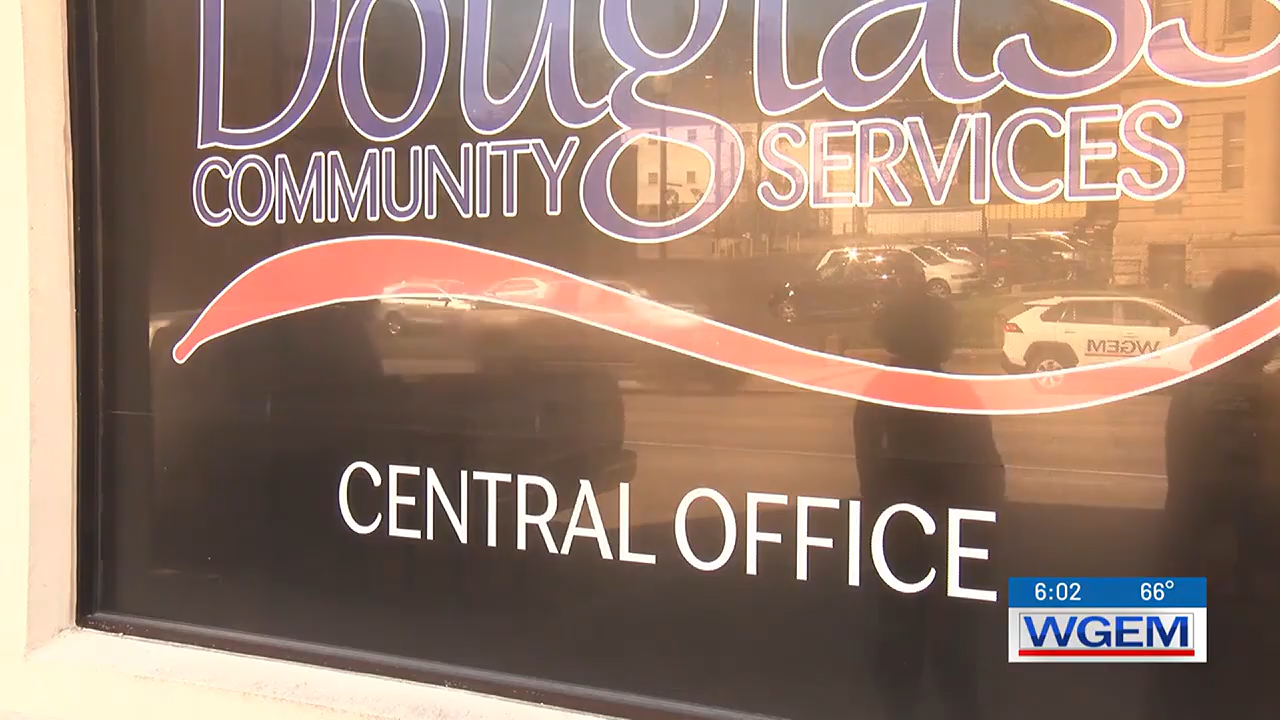 Douglass
COMMUNITY SERVICES
WGEM
CENTRAL OFFICE
6:02 66°
WGEM